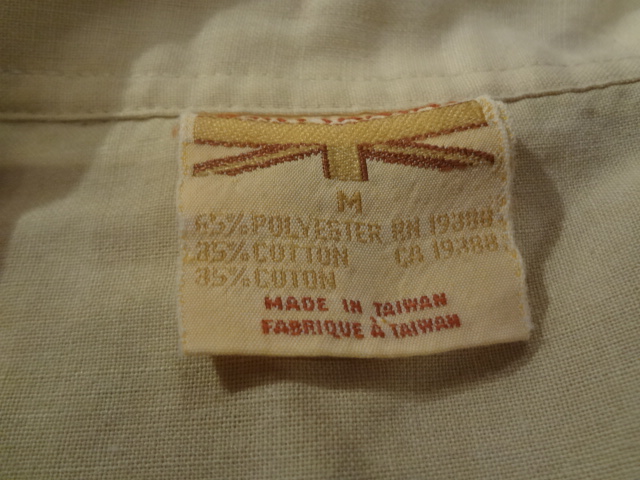 M
65% POLYESTER RN 19388
35% COTTON CA 19388
35% COTON
MADE IN TAIWAN
FABRIQUE À TAIWAN